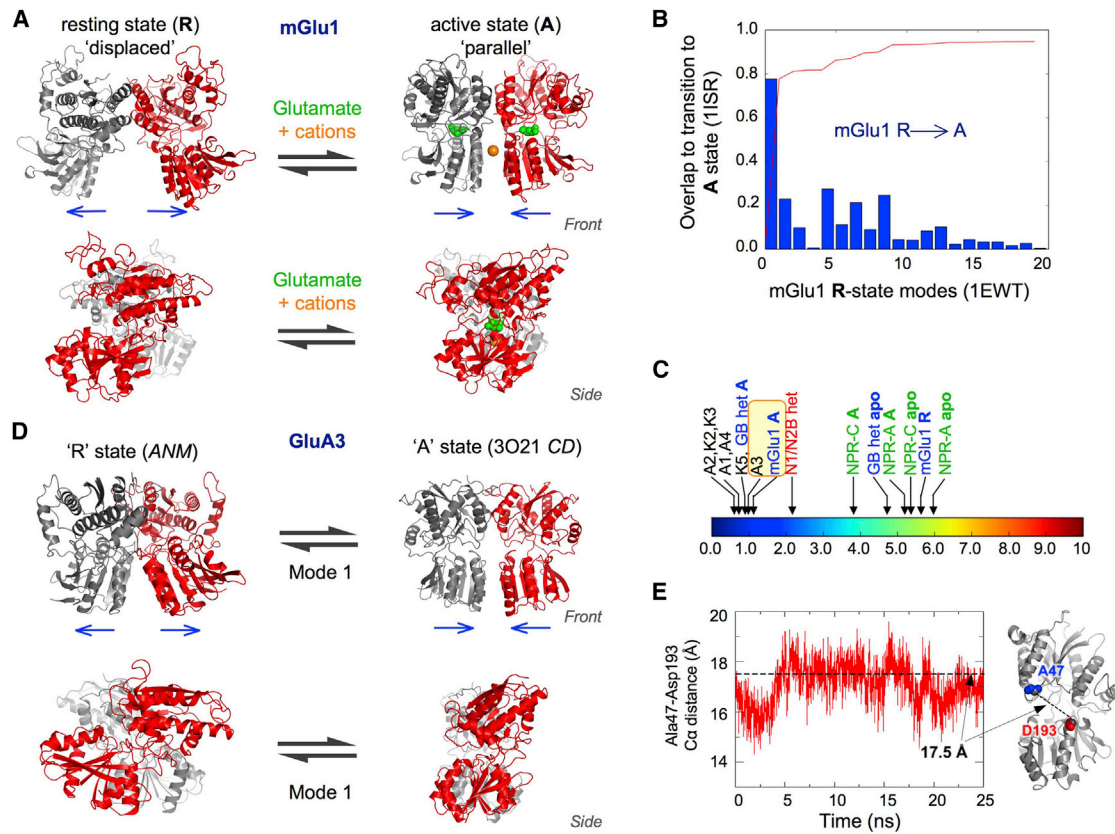 A
resting state (R)
'displaced'
mGlu1
active state (A)
'parallel'
Glutamate
+ cations
Front
Glutamate
+ cations
Side
B
Overlap to transition to
A state (1ISR)
1.0
0.8
0.6
0.4
0.2
0.0
mGlu1 R→A
0 5 10 15 20
mGlu1 R-state modes (1EWT)
C
A2,K2,K3
A1,A4
K5
GB het A
A3
mGlu1 A
N1/N2B het
NPR-C A
GB het apo
NPR-A A
NPR-C apo
mGlu1 R
NPR-A apo
0.0 1.0 2.0 3.0 4.0 5.0 6.0 7.0 8.0 9.0 10
D
'R' state (ANM)
GluA3
'A' state (3O21 CD)
Mode 1
Front
Mode 1
Side
E
Ala47-Asp193
Cα distance (Å)
20
18
16
14
0 5 10 15 20 25
Time (ns)
17.5 Å
A47
D193